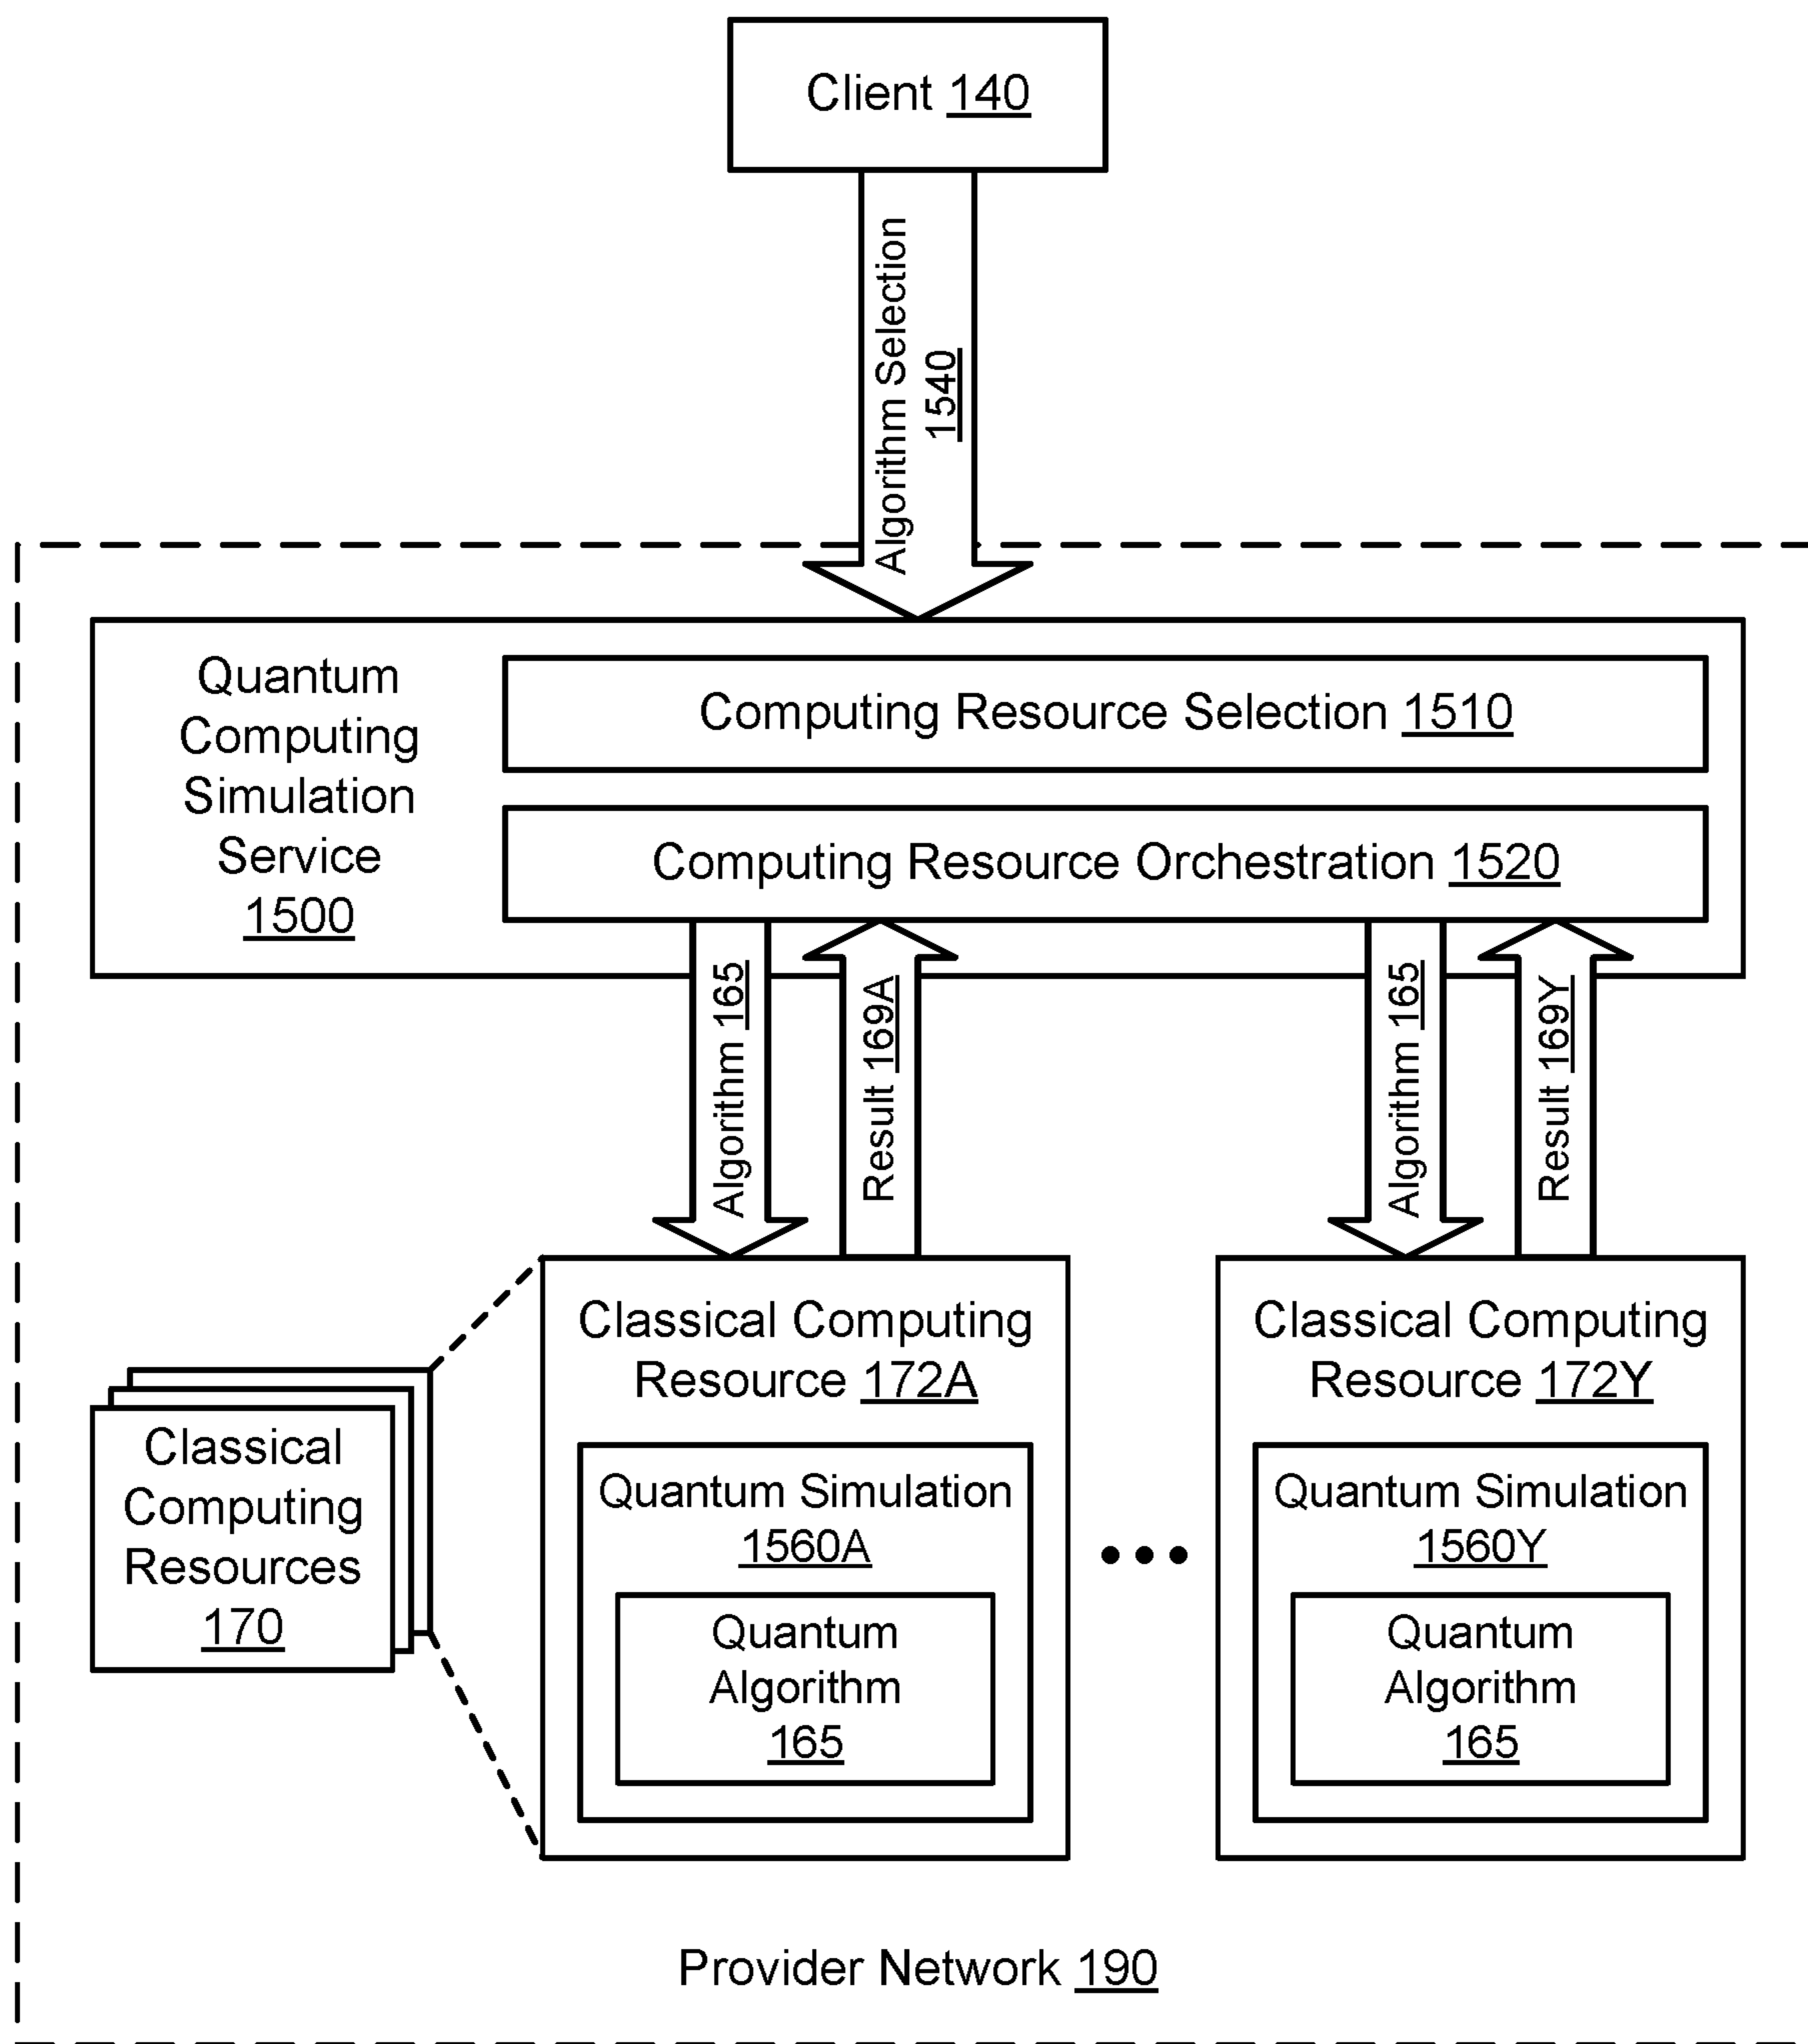 Client 140
Algorithm Selection
1540
Quantum
Computing
Simulation
Service
1500
Computing Resource Selection 1510
Computing Resource Orchestration 1520
Algorithm 165
Result 169A
Algorithm 165
Result 169Y
Classical
Computing
Resources
170
Classical Computing
Resource 172A
Quantum Simulation
1560A
Quantum
Algorithm
165
Classical Computing
Resource 172Y
Quantum Simulation
1560Y
Quantum
Algorithm
165
Provider Network 190